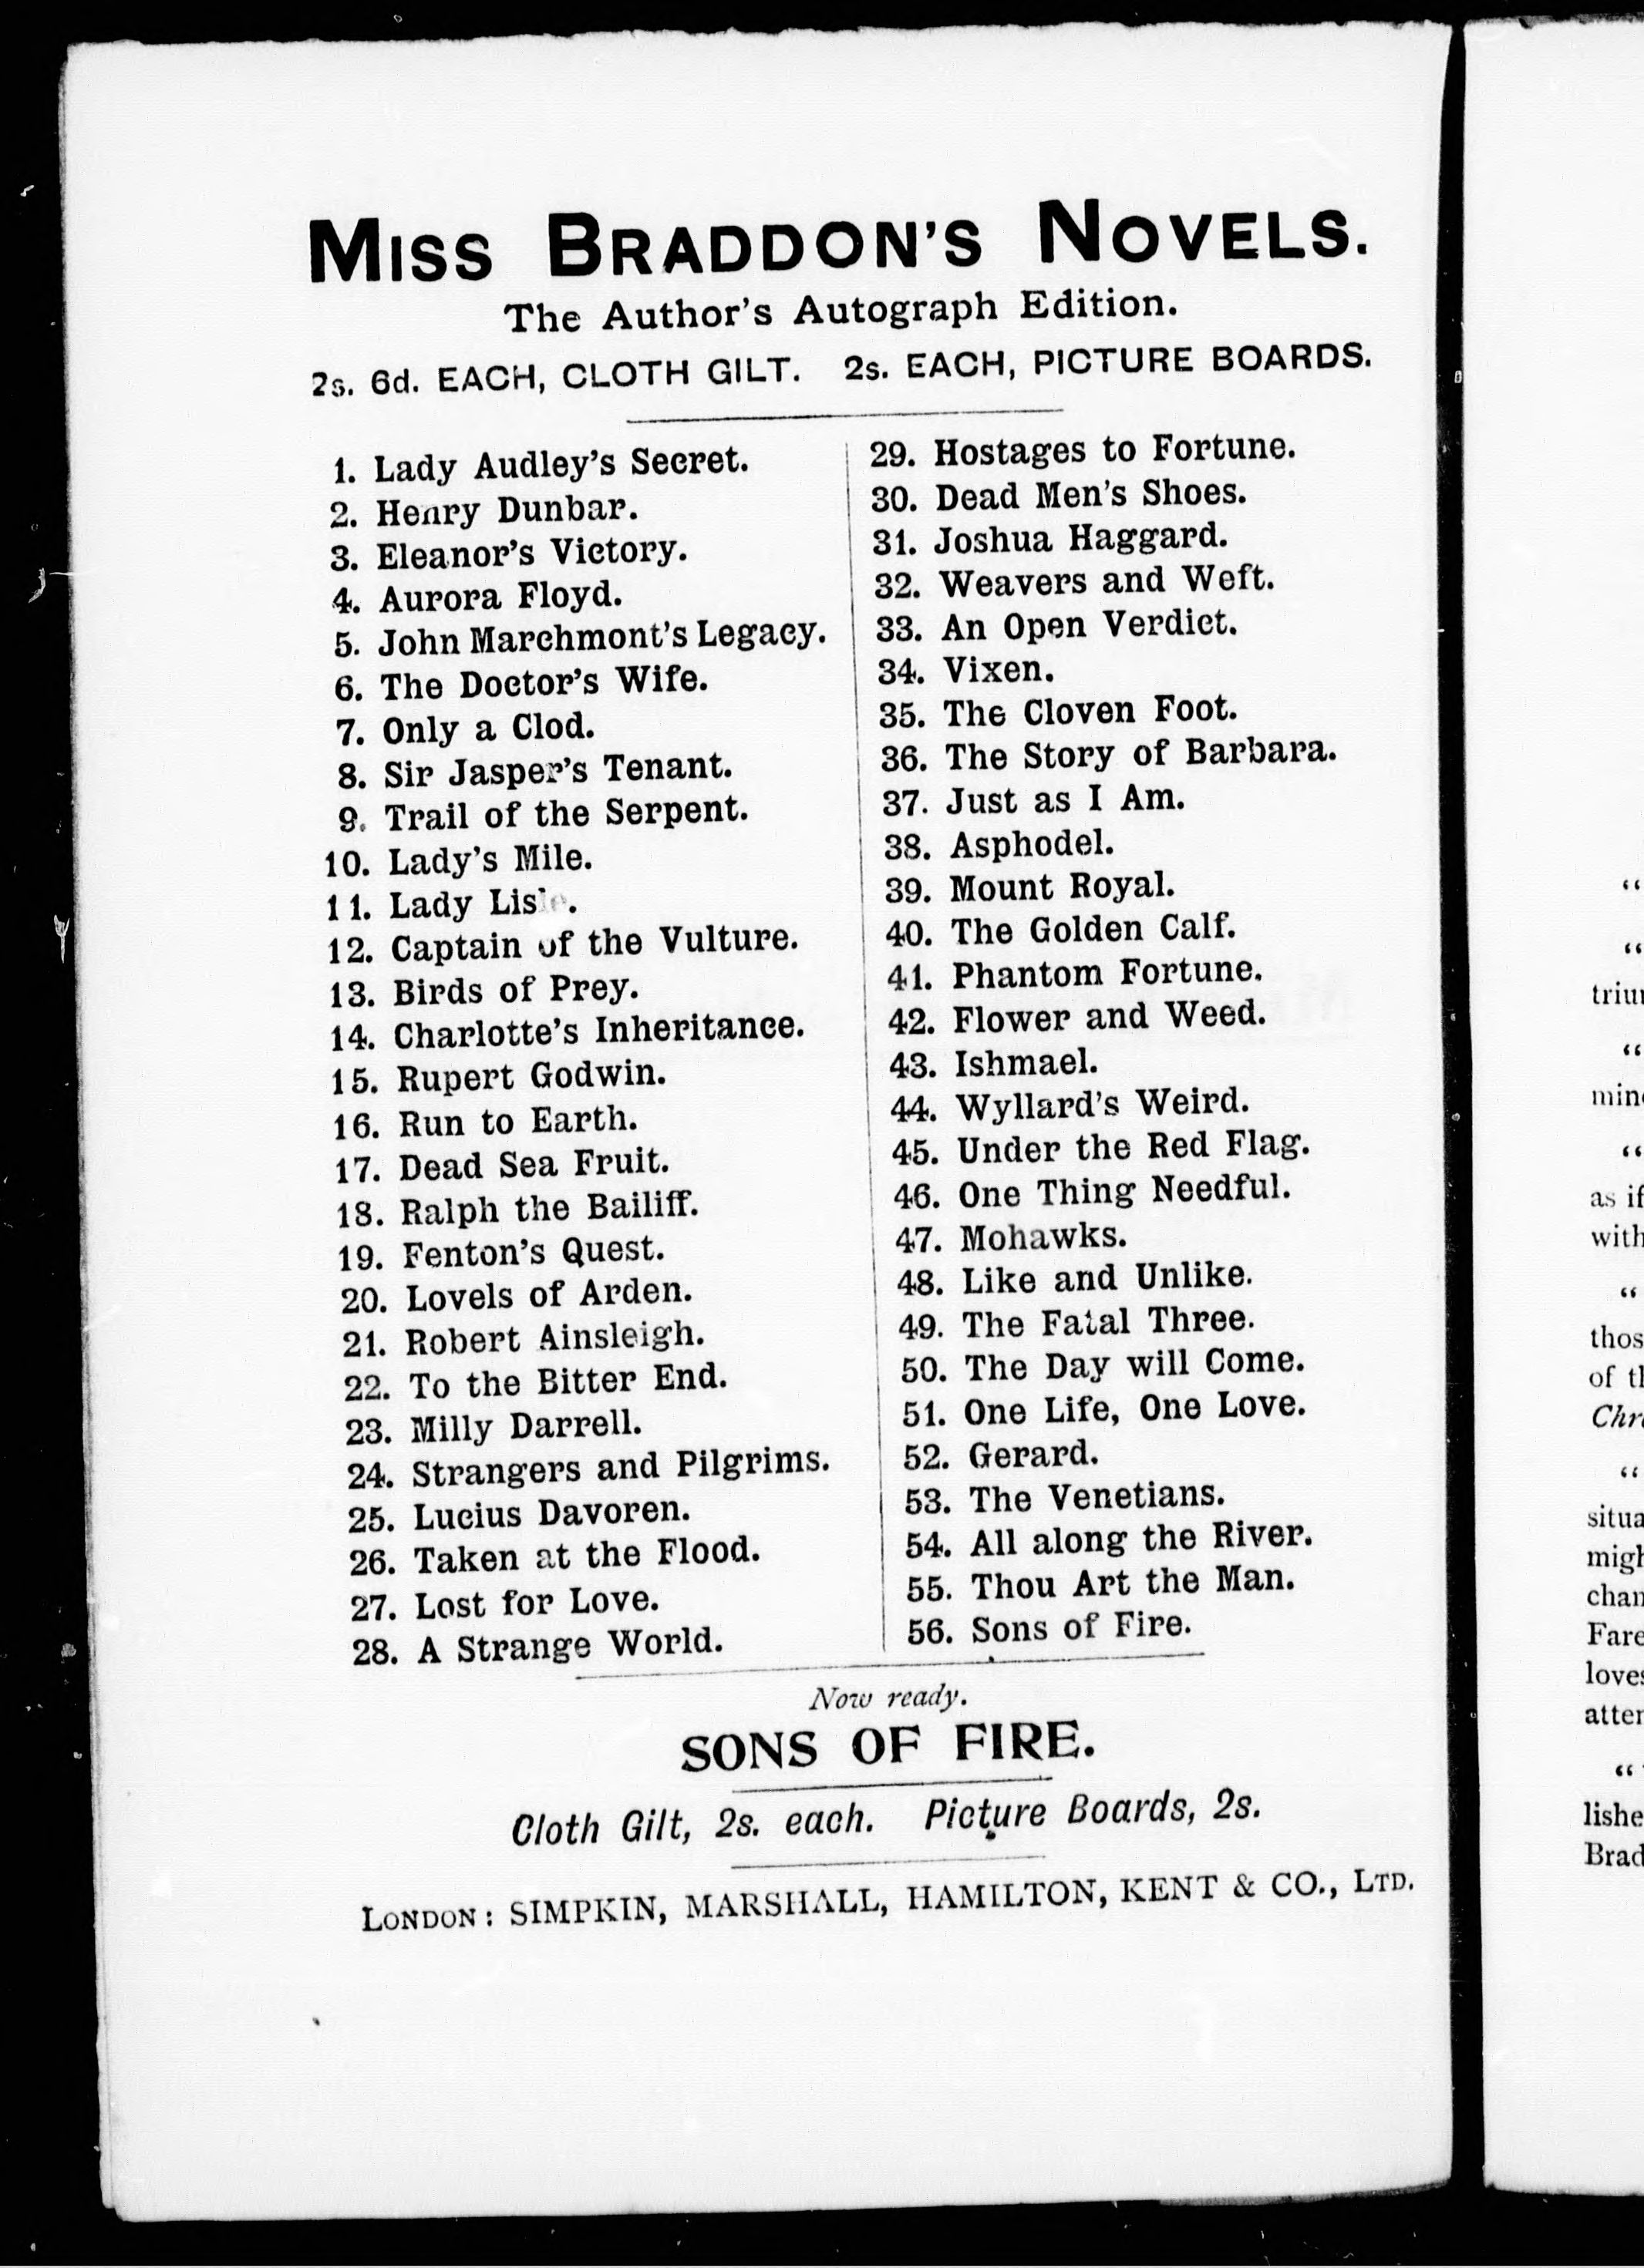 MISS BRADDON'S NOVELS.
The Author's Autograph Edition.
2s. 6d. EACH, CLOTH GILT. 2s. EACH, PICTURE BOARDS.
1. Lady Audley's Secret.
2. Henry Dunbar.
3. Eleanor's Victory.
4. Aurora Floyd.
5. John Marchmont's Legacy.
6. The Doctor's Wife.
7. Only a Clod.
8. Sir Jasper's Tenant.
9. Trail of the Serpent.
10. Lady's Mile.
11. Lady Lisle.
12. Captain of the Vulture.
13. Birds of Prey.
14. Charlotte's Inheritance.
15. Rupert Godwin.
16. Run to Earth.
17. Dead Sea Fruit.
18. Ralph the Bailiff.
19. Fenton's Quest.
20. Lovels of Arden.
21. Robert Ainsleigh.
22. To the Bitter End.
23. Milly Darrell.
24. Strangers and Pilgrims.
25. Lucius Davoren.
26. Taken at the Flood.
27. Lost for Love.
28. A Strange World.
29. Hostages to Fortune.
30. Dead Men's Shoes.
31. Joshua Haggard.
32. Weavers and Weft.
33. An Open Verdict.
34. Vixen.
35. The Cloven Foot.
36. The Story of Barbara.
37. Just as I Am.
38. Asphodel.
39. Mount Royal.
40. The Golden Calf.
41. Phantom Fortune.
42. Flower and Weed.
43. Ishmael.
44. Wyllard's Weird.
45. Under the Red Flag.
46. One Thing Needful.
47. Mohawks.
48. Like and Unlike.
49. The Fatal Three.
50. The Day will Come.
51. One Life, One Love.
52. Gerard.
53. The Venetians.
54. All along the River.
55. Thou Art the Man.
56. Sons of Fire.
Now ready.
SONS OF FIRE.
Cloth Gilt, 2s. each. Picture Boards, 2s.
LONDON: SIMPKIN, MARSHALL, HAMILTON, KENT & CO., LTD.
as if
with
of